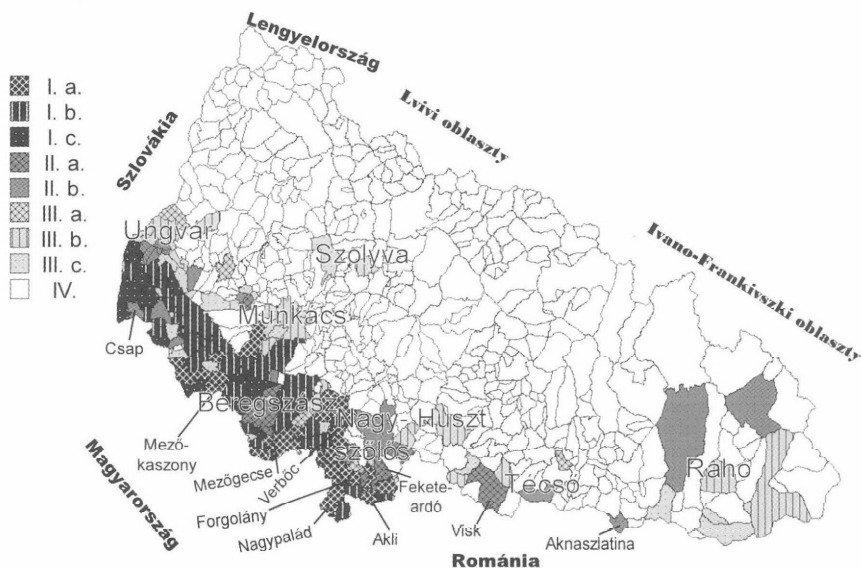 Lengyelország
Lvivi oblaszty
Szlovákia
I. a.
I. b.
I. c.
II. a.
II. b.
III. a.
III. b.
III. c.
IV.
Ungvár
Szolyva
Ivano-Frankivszki oblaszty
Munkács
Csap
Beregszász
Nagy-
szőlős
Huszt
Ráhó
Mező-
kaszony
Mezőgecse
Verbőc
Fekete-
ardó
Técső
Magyarország
Forgolány
Nagypalád
Akli
Visk
Aknaszlatina
Románia